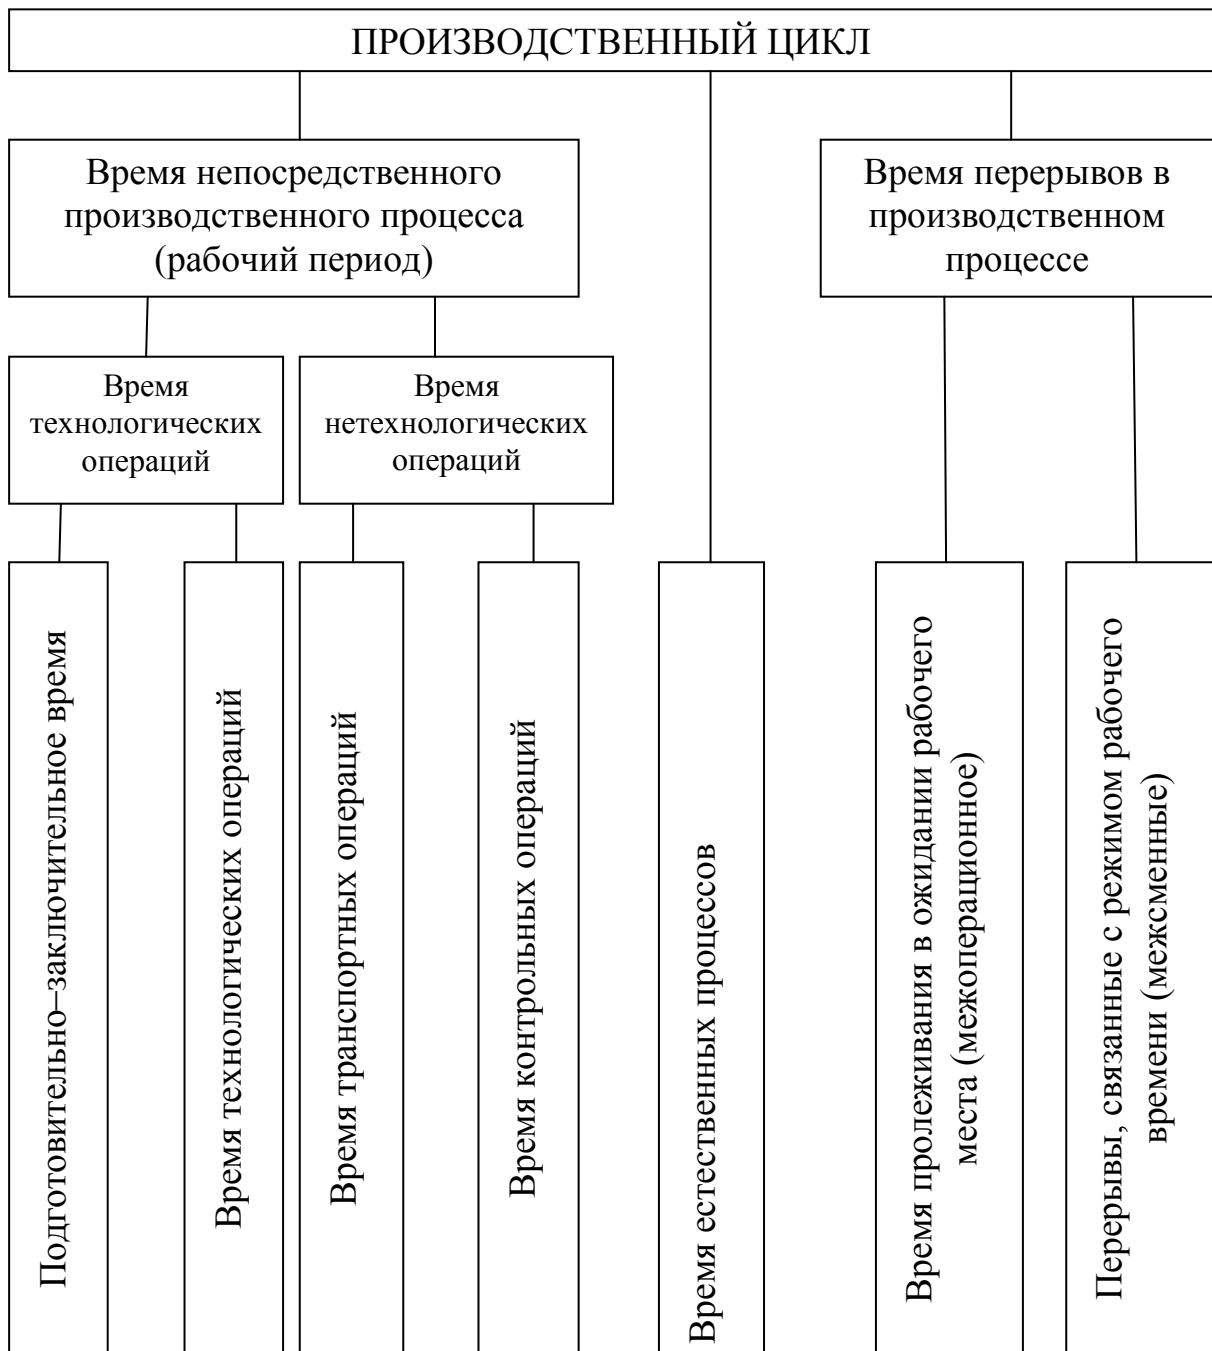 ПРОИЗВОДСТВЕННЫЙ ЦИКЛ
Время непосредственного
производственного процесса
(рабочий период)
Время перерывов в
производственном
процессе
Время
технологических
операций
Время
нетехнологических
операций
Подготовительно–заключительное время
Время технологических операций
Время транспортных операций
Время контрольных операций
Время естественных процессов
Время пролеживания в ожидании рабочего
места (межоперационное)
Перерывы, связанные с режимом рабочего
времени (межсменные)